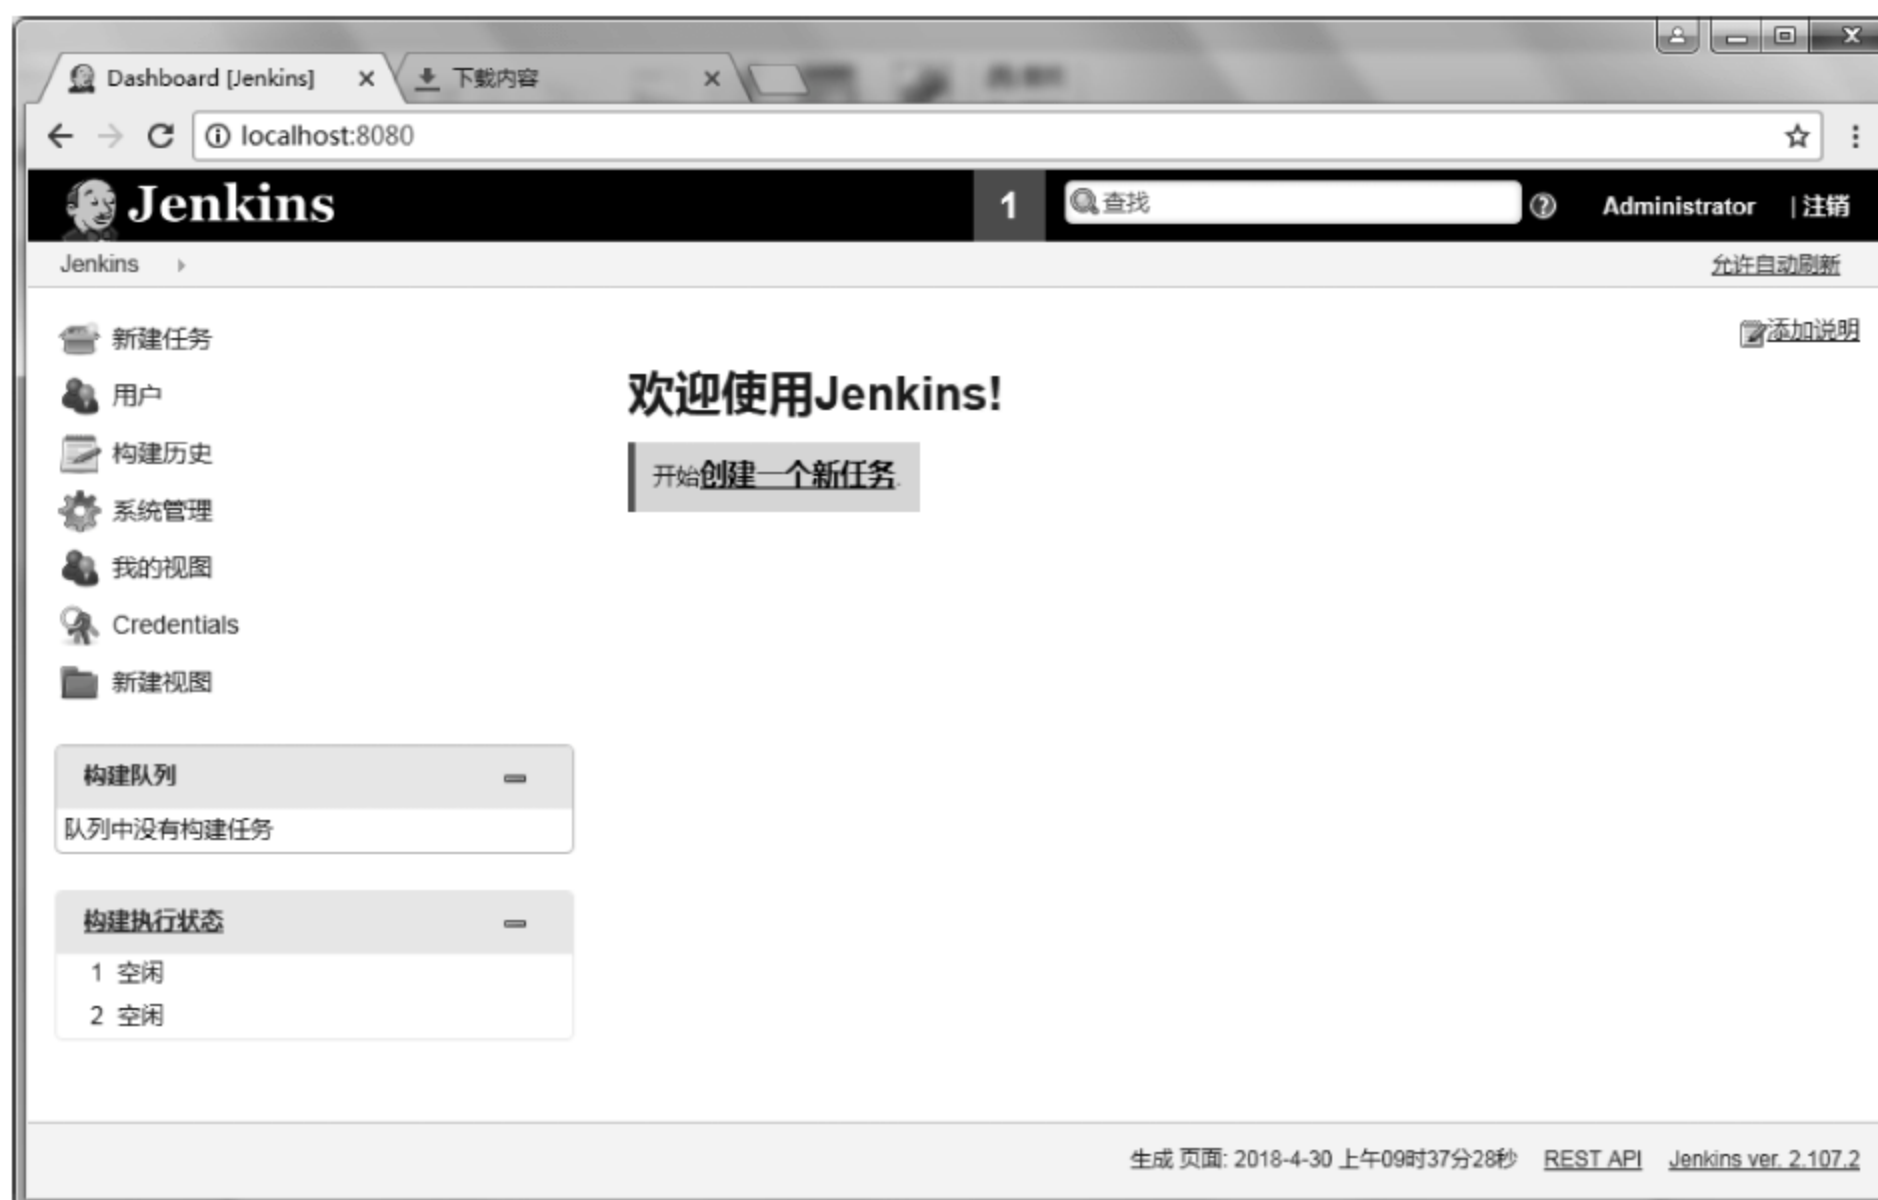 Dashboard [Jenkins]
下载内容
localhost:8080
Jenkins
1
查找
Administrator
| 注销
Jenkins
允许自动刷新
新建任务
添加说明
用户
欢迎使用Jenkins!
构建历史
开始创建一个新任务.
系统管理
我的视图
Credentials
新建视图
构建队列
队列中没有构建任务
构建执行状态
1 空闲
2 空闲
生成 页面: 2018-4-30 上午09时37分28秒 REST API Jenkins ver. 2.107.2